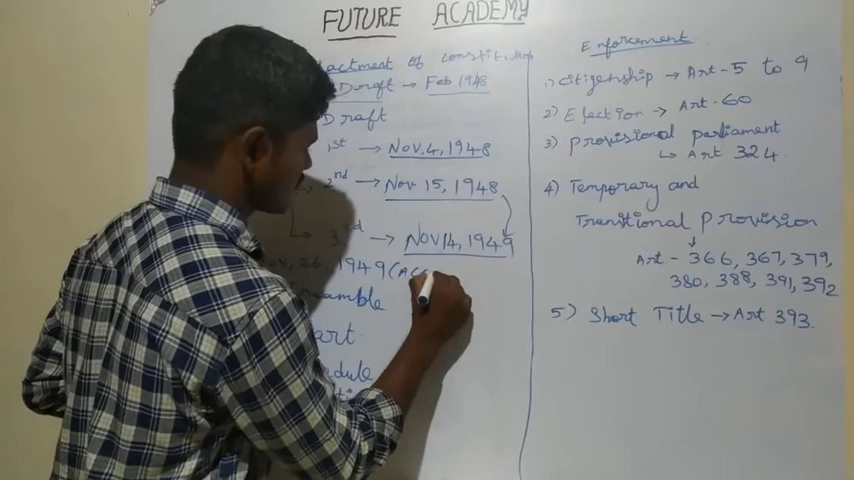 FUTURE ACADEMY
actment of constitution
Draft → Feb 1948
Draft
1st → Nov, 4, 1948
2nd → Nov 15, 1948
3rd → NOV 14, 1949
26, 1949 (Acc
amble
art.
dule
Enforcement
1) citizenship → Art - 5 to 9
2) Election → Art - 60
3) Provisional parliament
↳ Art 324.
4) Temporary and
Transitional Provision
↓
Art - 366, 367, 379,
380, 388, 391, 392
5) Short Title → Art 393.